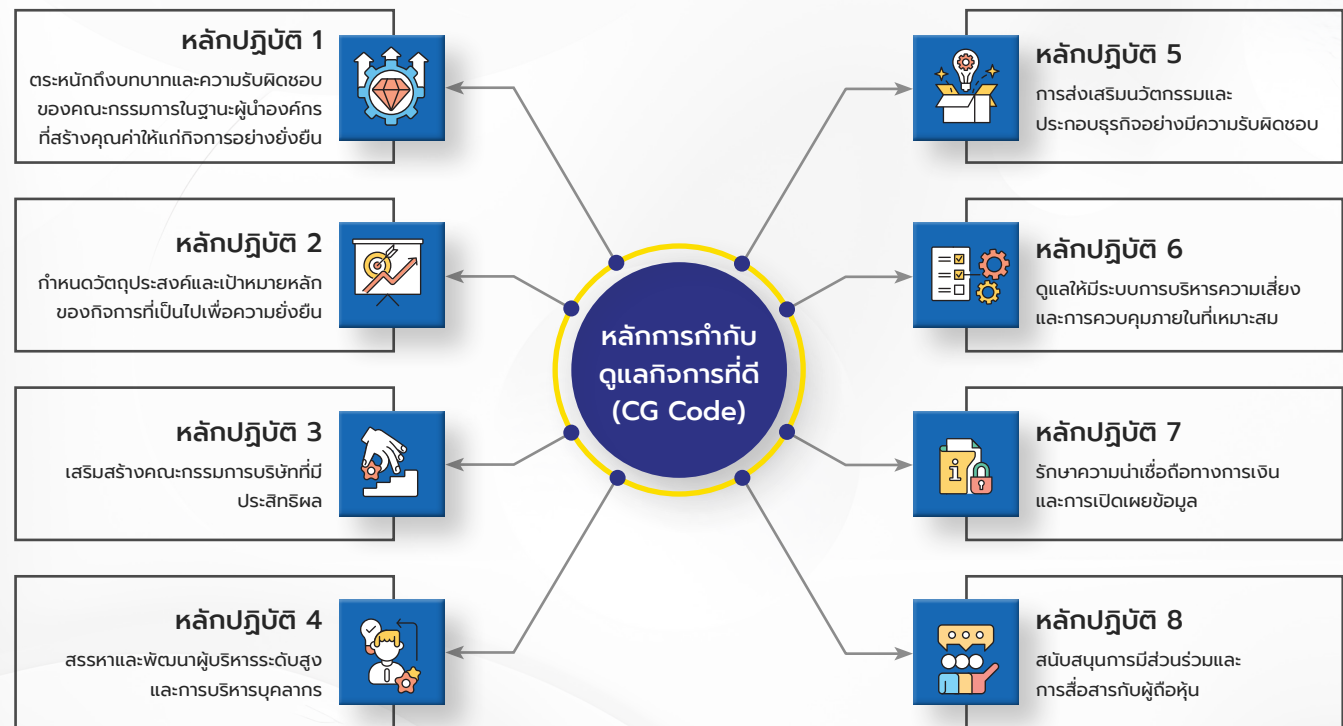 หลักปฏิบัติ 1
ตระหนักถึงบทบาทและความรับผิดชอบ
ของคณะกรรมการในฐานะผู้นำองค์กร
ที่สร้างคุณค่าให้แก่กิจการอย่างยั่งยืน
หลักปฏิบัติ 2
กำหนดวัตถุประสงค์และเป้าหมายหลัก
ของกิจการที่เป็นไปเพื่อความยั่งยืน
หลักปฏิบัติ 3
เสริมสร้างคณะกรรมการบริษัทที่มี
ประสิทธิผล
หลักปฏิบัติ 4
สรรหาและพัฒนาผู้บริหารระดับสูง
และการบริหารบุคลากร
หลักการกำกับ
ดูแลกิจการที่ดี
(CG Code)
หลักปฏิบัติ 5
การส่งเสริมนวัตกรรมและ
ประกอบธุรกิจอย่างมีความรับผิดชอบ
หลักปฏิบัติ 6
ดูแลให้มีระบบการบริหารความเสี่ยง
และการควบคุมภายในที่เหมาะสม
หลักปฏิบัติ 7
รักษาความน่าเชื่อถือทางการเงิน
และการเปิดเผยข้อมูล
หลักปฏิบัติ 8
สนับสนุนการมีส่วนร่วมและ
การสื่อสารกับผู้ถือหุ้น